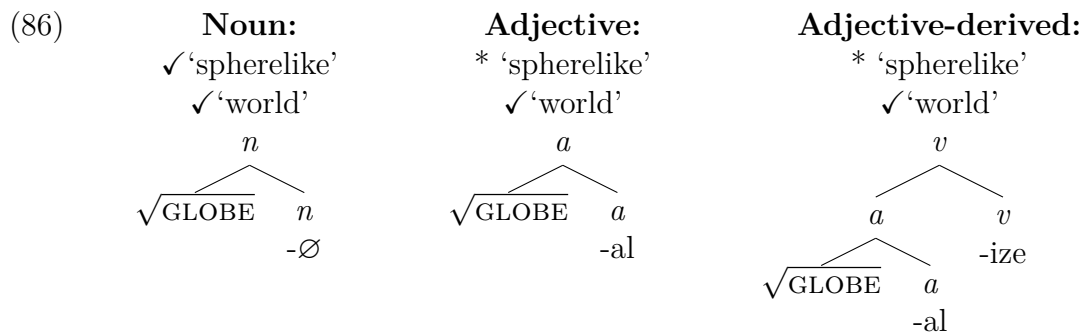 (86) Noun: Adjective: Adjective-derived:
✓‘spherelike’ * ‘spherelike’ * ‘spherelike’
✓‘world’ ✓‘world’ ✓‘world’
n a v
√GLOBE n √GLOBE a a v
-∅ -al -ize
√GLOBE a
-al